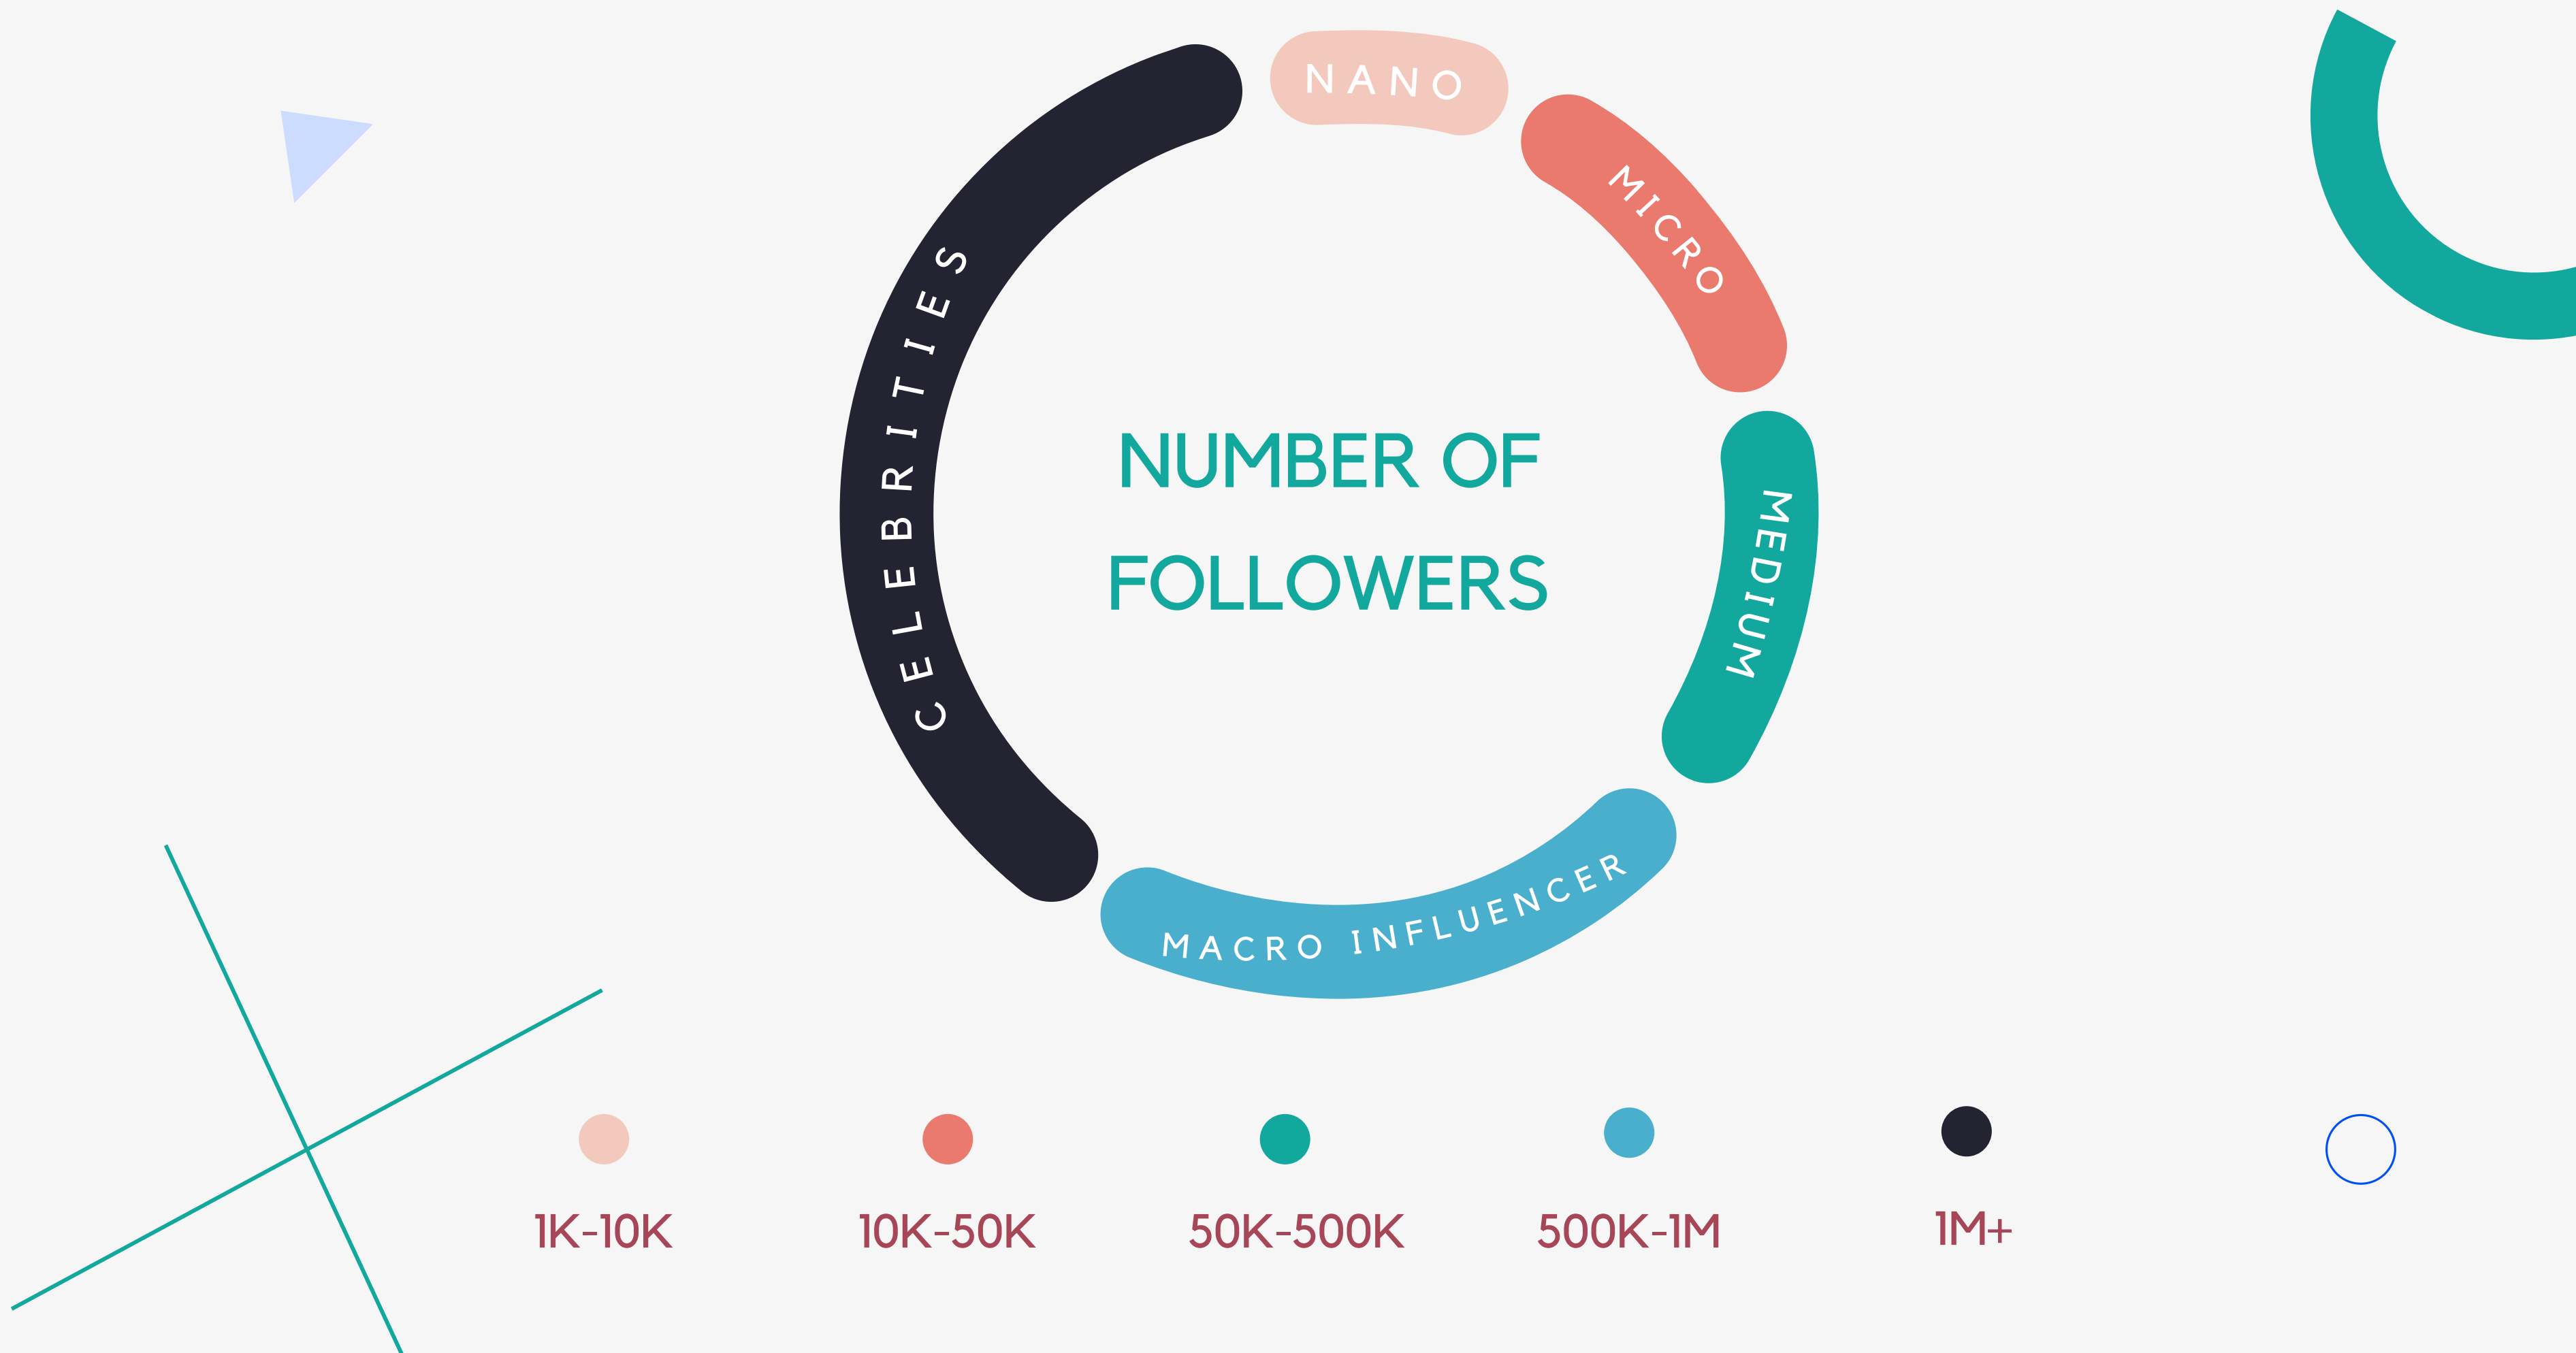 NANO
MICRO
CELEBRITIES
NUMBER OF
FOLLOWERS
MEDIUM
MACRO INFLUENCER
1K-10K
10K-50K
50K-500K
500K-1M
1M+